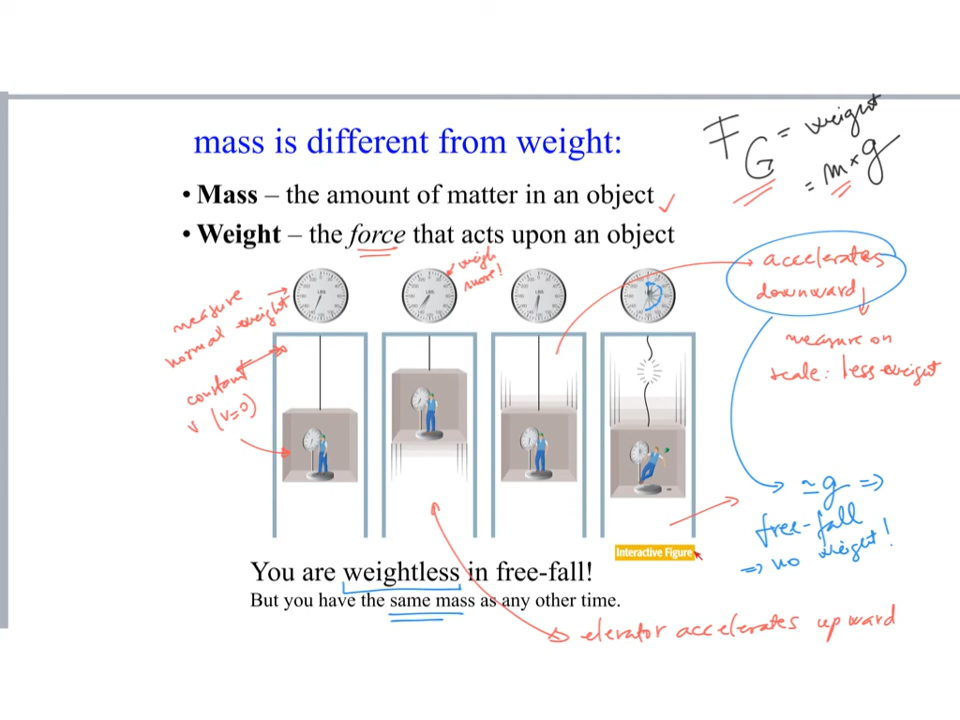 F_G = weight
= m × g
mass is different from weight:
• Mass – the amount of matter in an object
• Weight – the force that acts upon an object
weigh
more!
accelerates
downward
measure
normal weight
measure on
scale: less weight
constant
v (v=0)
≃ g ⇒
free-fall
⇒ no weight!
Interactive Figure
You are weightless in free-fall!
But you have the same mass as any other time.
elevator accelerates upward